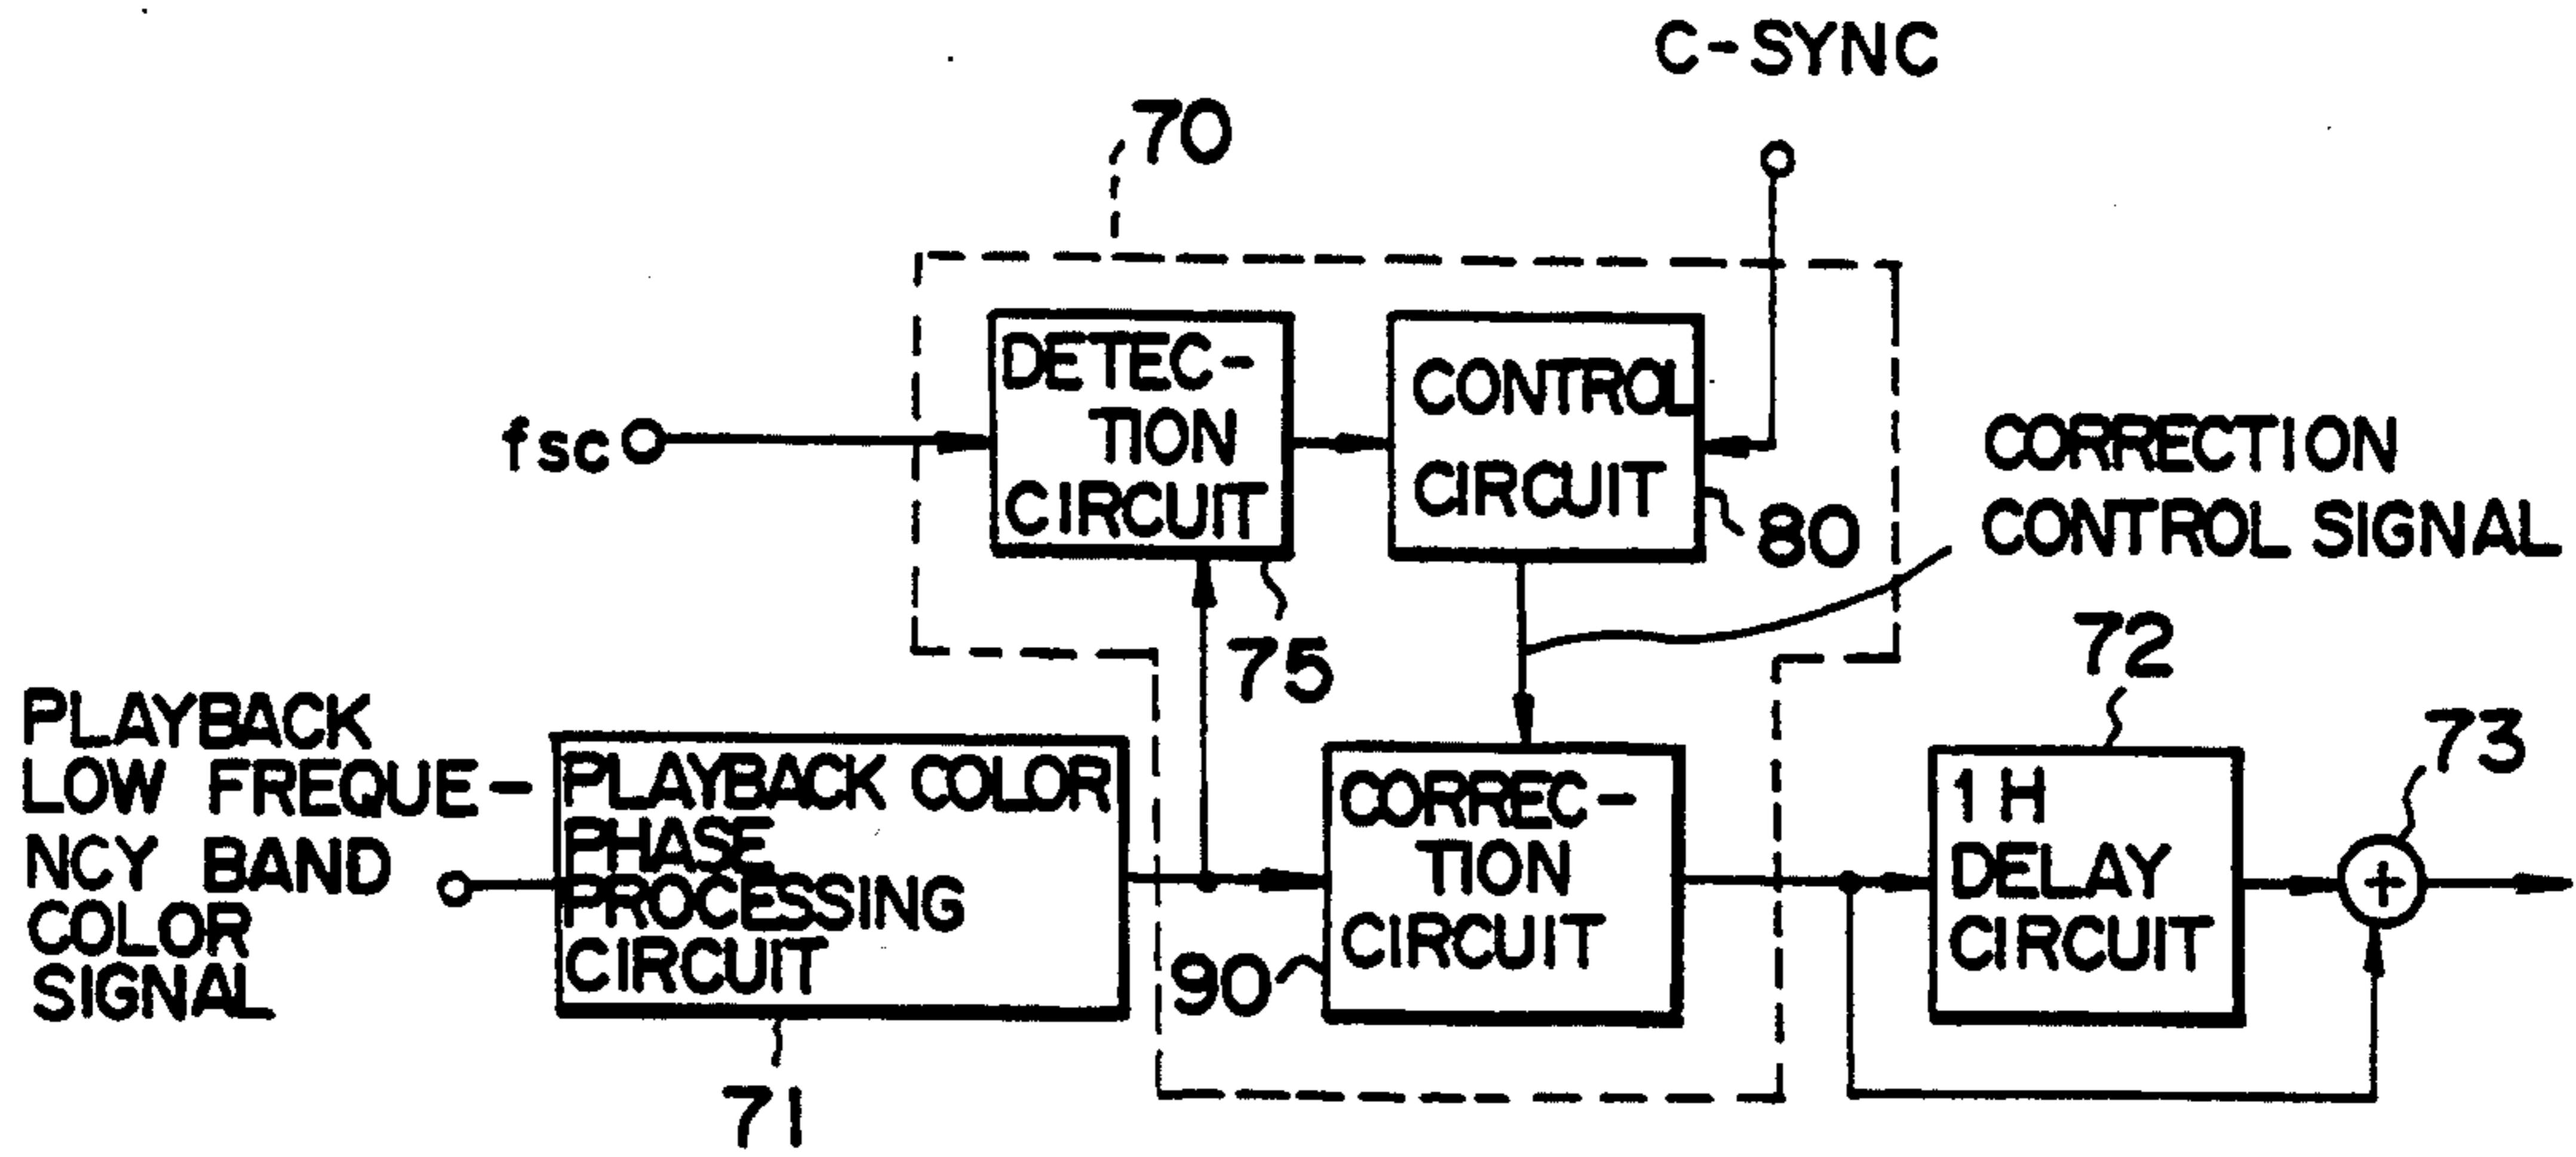 C-SYNC
70
DETEC-
TION
CIRCUIT
CONTROL
CIRCUIT
fsc
80
CORRECTION
CONTROL SIGNAL
75
72
73
PLAYBACK
LOW FREQUE-
NCY BAND
COLOR
SIGNAL
PLAYBACK COLOR
PHASE
PROCESSING
CIRCUIT
71
CORREC-
TION
CIRCUIT
90
1H
DELAY
CIRCUIT
+